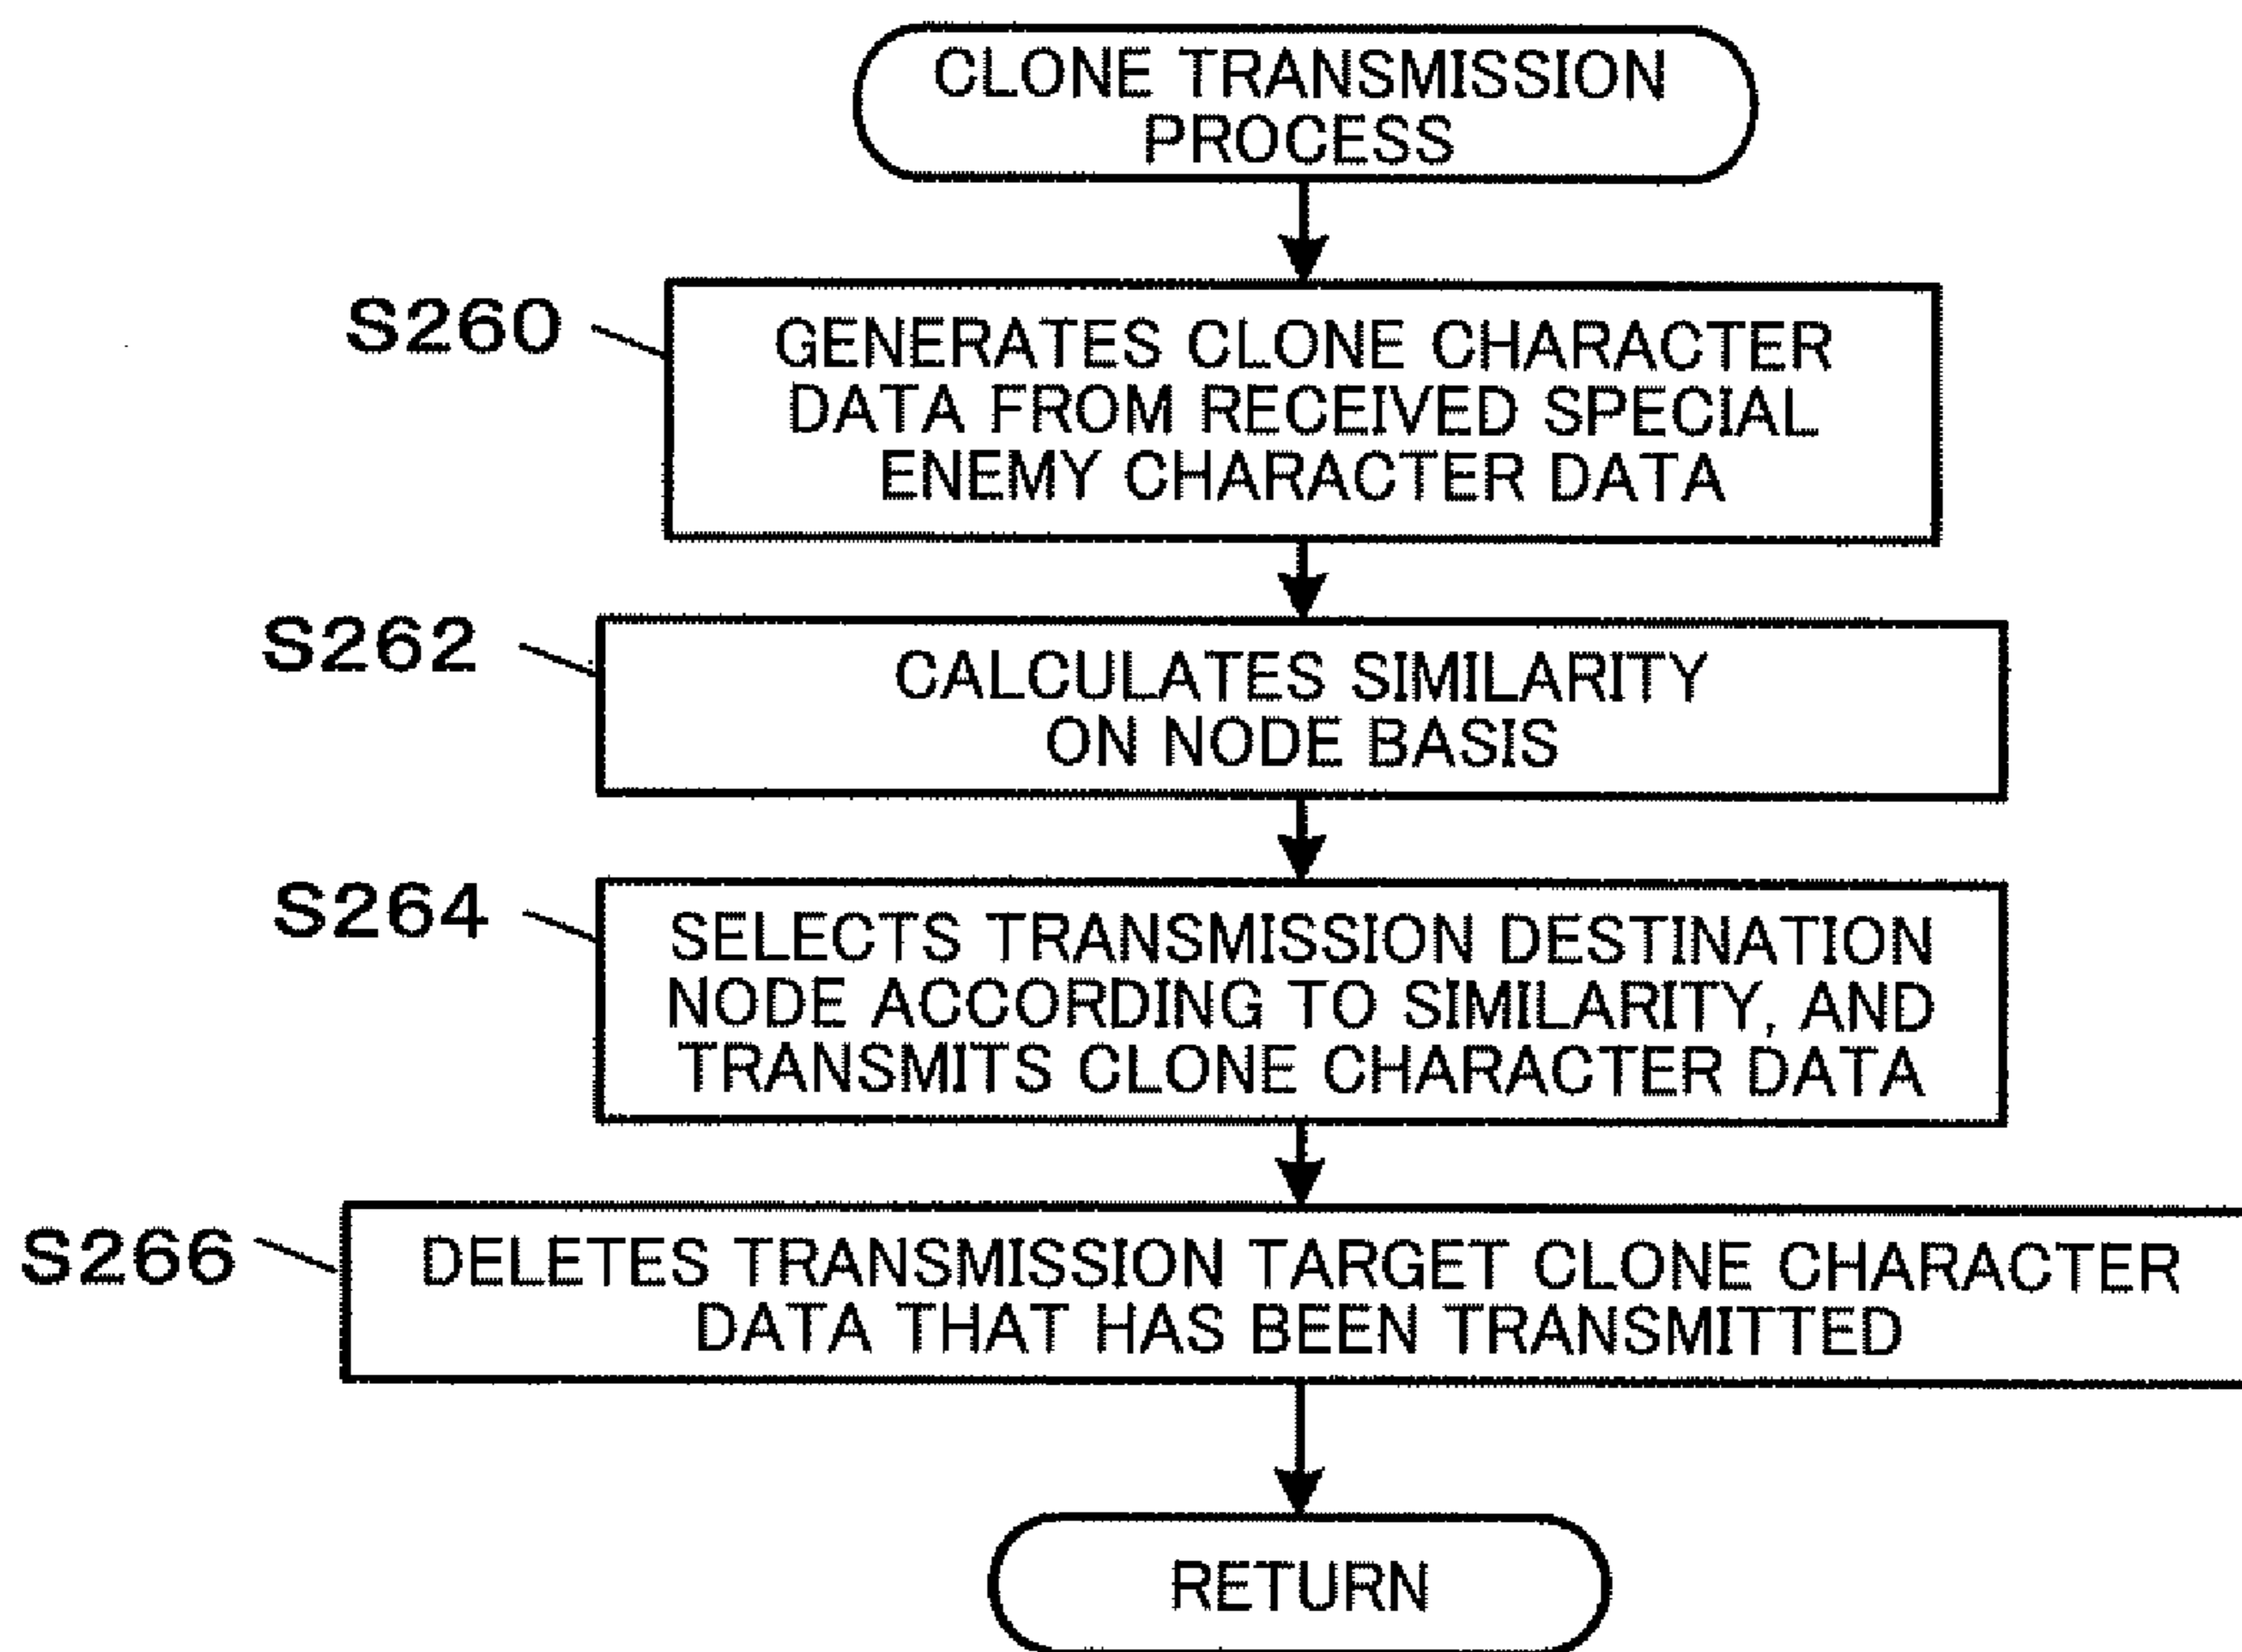 CLONE TRANSMISSION
PROCESS
S260
GENERATES CLONE CHARACTER
DATA FROM RECEIVED SPECIAL
ENEMY CHARACTER DATA
S262
CALCULATES SIMILARITY
ON NODE BASIS
S264
SELECTS TRANSMISSION DESTINATION
NODE ACCORDING TO SIMILARITY, AND
TRANSMITS CLONE CHARACTER DATA
S266
DELETES TRANSMISSION TARGET CLONE CHARACTER
DATA THAT HAS BEEN TRANSMITTED
RETURN